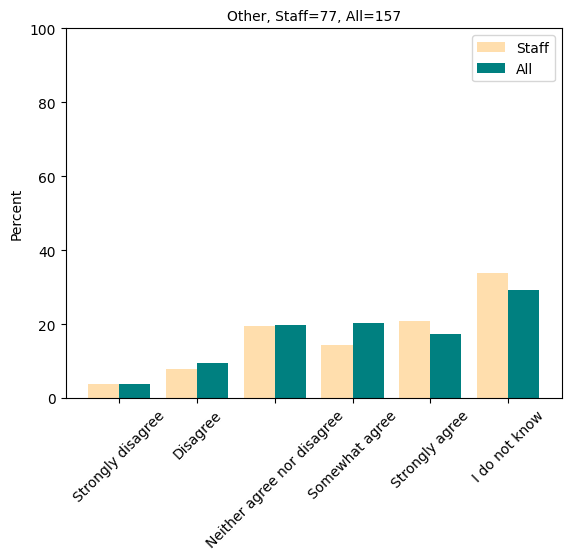 Other, Staff=77, All=157
Staff
All
Percent
100
80
60
40
20
0
Strongly disagree
Disagree
Neither agree nor disagree
Somewhat agree
Strongly agree
I do not know